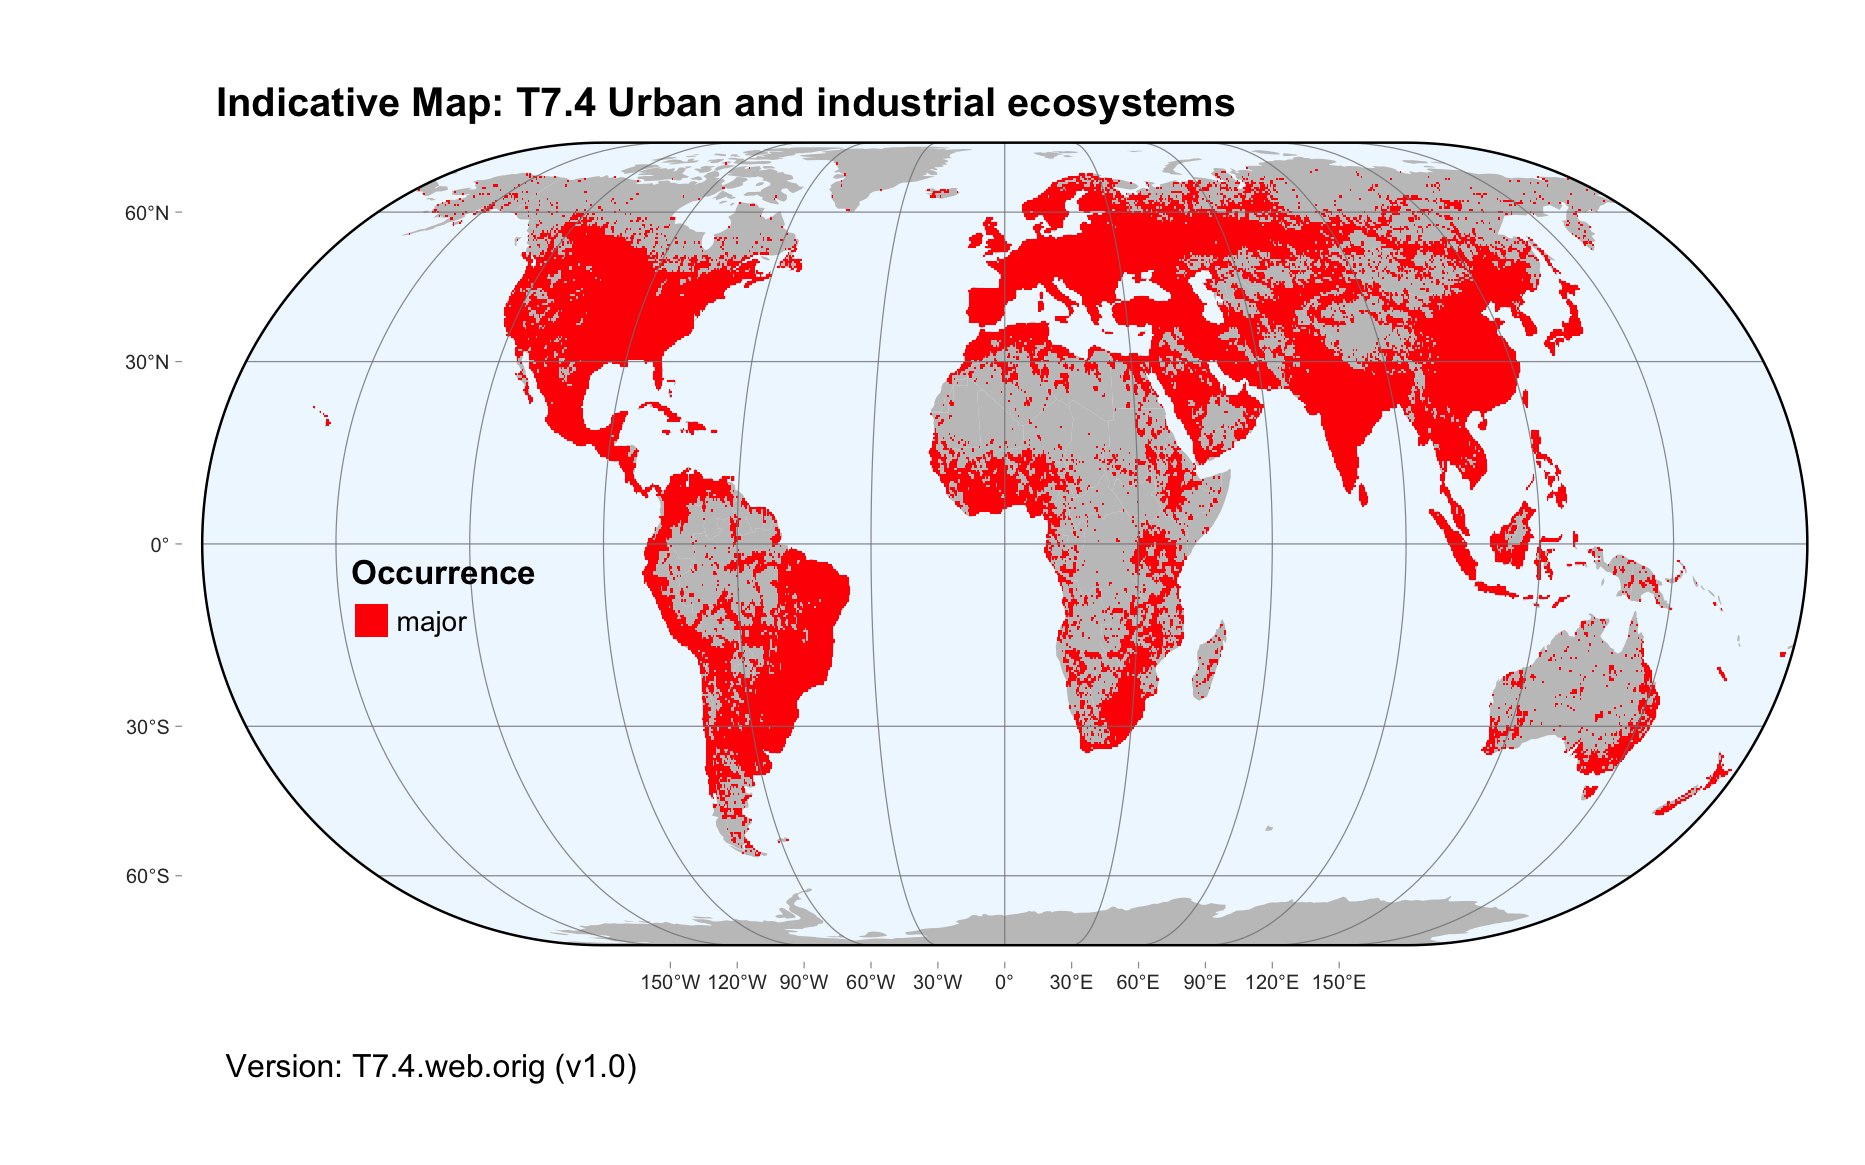 Indicative Map: T7.4 Urban and industrial ecosystems
60°N
30°N
0°
30°S
60°S
Occurrence
major
150°W 120°W 90°W 60°W 30°W 0° 30°E 60°E 90°E 120°E 150°E
Version: T7.4.web.orig (v1.0)